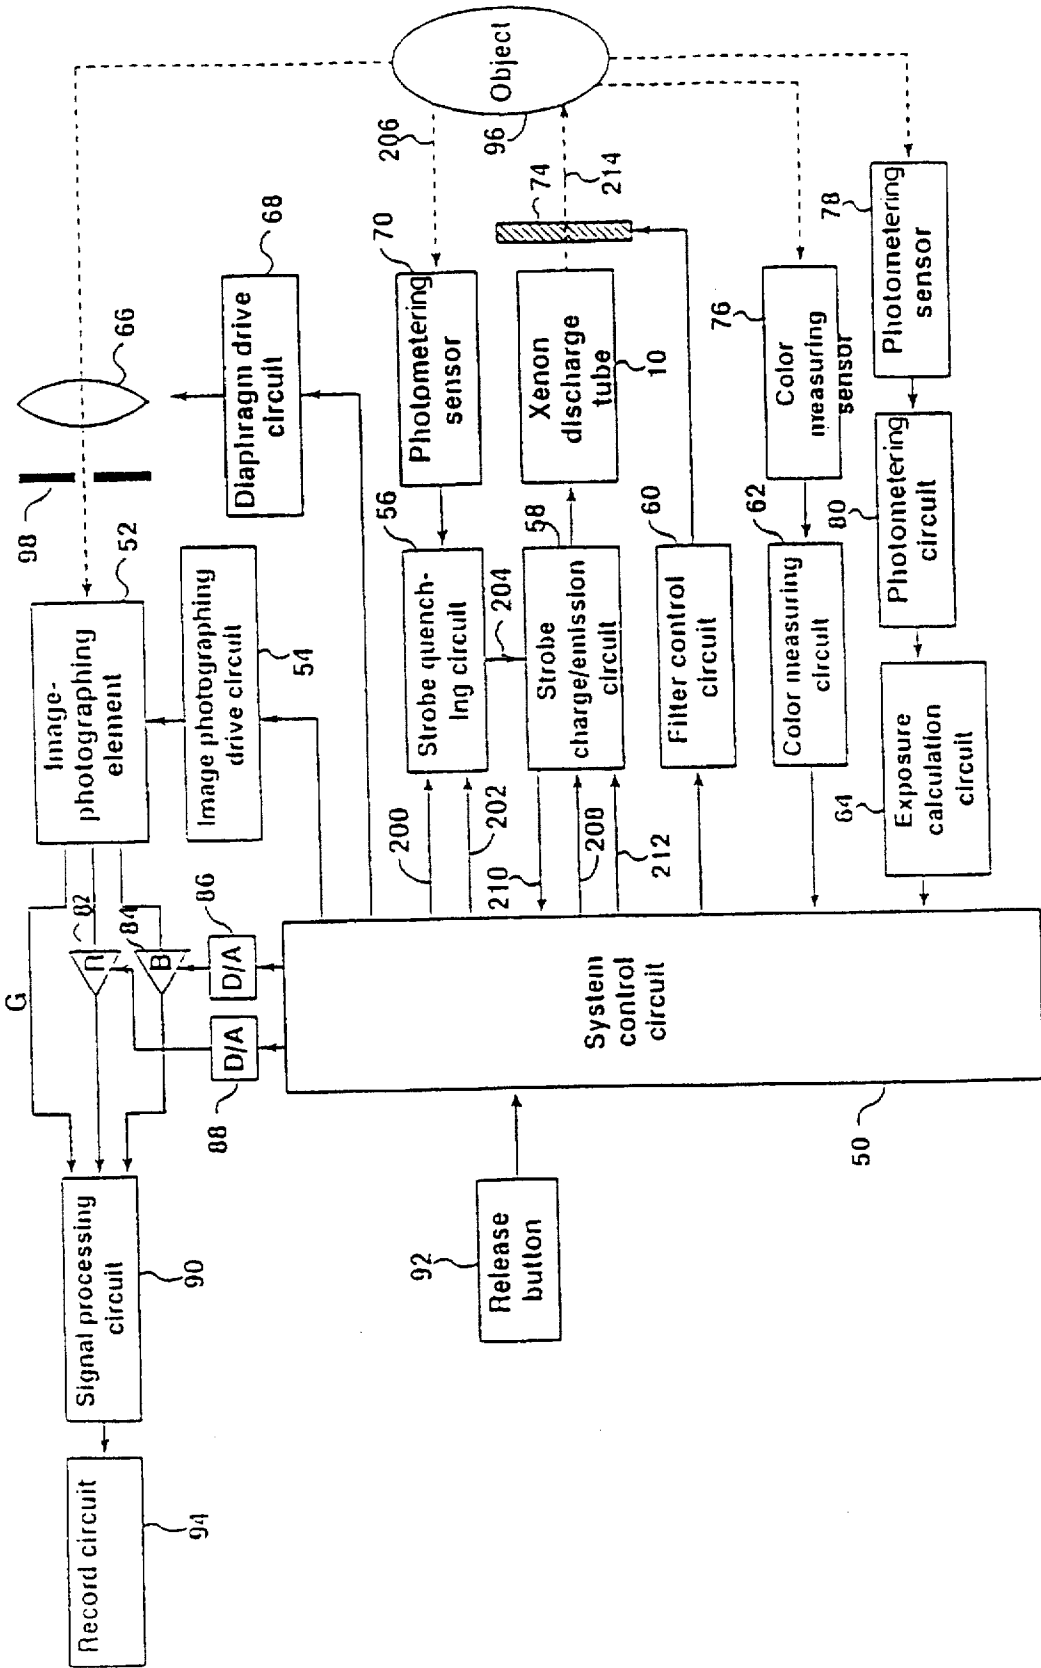 Record circuit
94
Signal processing
circuit
90
G
82
R
84
B
D/A
86
D/A
88
Image-
photographing
element
52
98
66
Image photographing
drive circuit
54
Diaphragm drive
circuit
68
Release
button
92
System
control
circuit
50
200
202
Strobe quench-
ing circuit
56
204
Photometering
sensor
70
206
Object
96
210
208
212
Strobe
charge/emission
circuit
58
Xenon
discharge
tube
10
74
214
Filter control
circuit
60
Color measuring
circuit
62
Color
measuring
sensor
76
Exposure
calculation
circuit
64
Photometering
circuit
80
Photometering
sensor
78